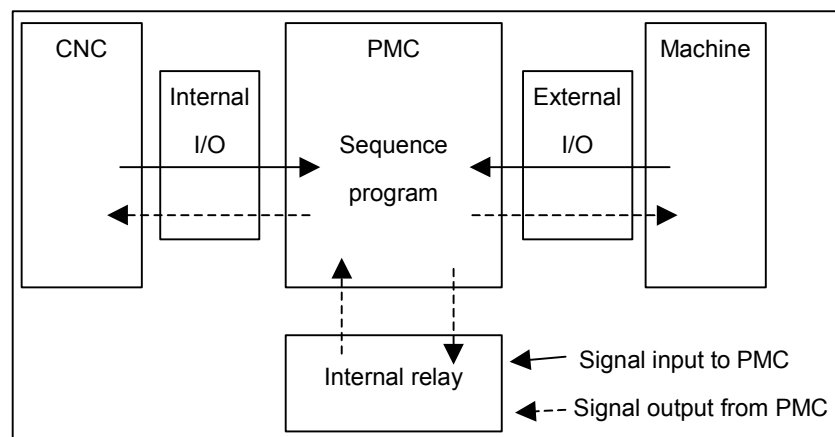 CNC
PMC
Machine
Internal
I/O
External
I/O
Sequence
program
Internal relay
Signal input to PMC
Signal output from PMC